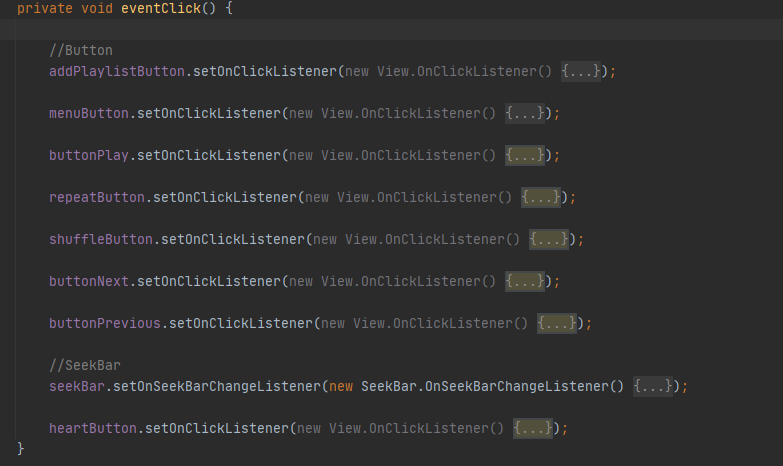 private void eventClick() {
//Button
addPlaylistButton.setOnClickListener(new View.OnClickListener() {...});
menuButton.setOnClickListener(new View.OnClickListener() {...});
buttonPlay.setOnClickListener(new View.OnClickListener() {...});
repeatButton.setOnClickListener(new View.OnClickListener() {...});
shuffleButton.setOnClickListener(new View.OnClickListener() {...});
buttonNext.setOnClickListener(new View.OnClickListener() {...});
buttonPrevious.setOnClickListener(new View.OnClickListener() {...});
//SeekBar
seekBar.setOnSeekBarChangeListener(new SeekBar.OnSeekBarChangeListener() {...});
heartButton.setOnClickListener(new View.OnClickListener() {...});
}